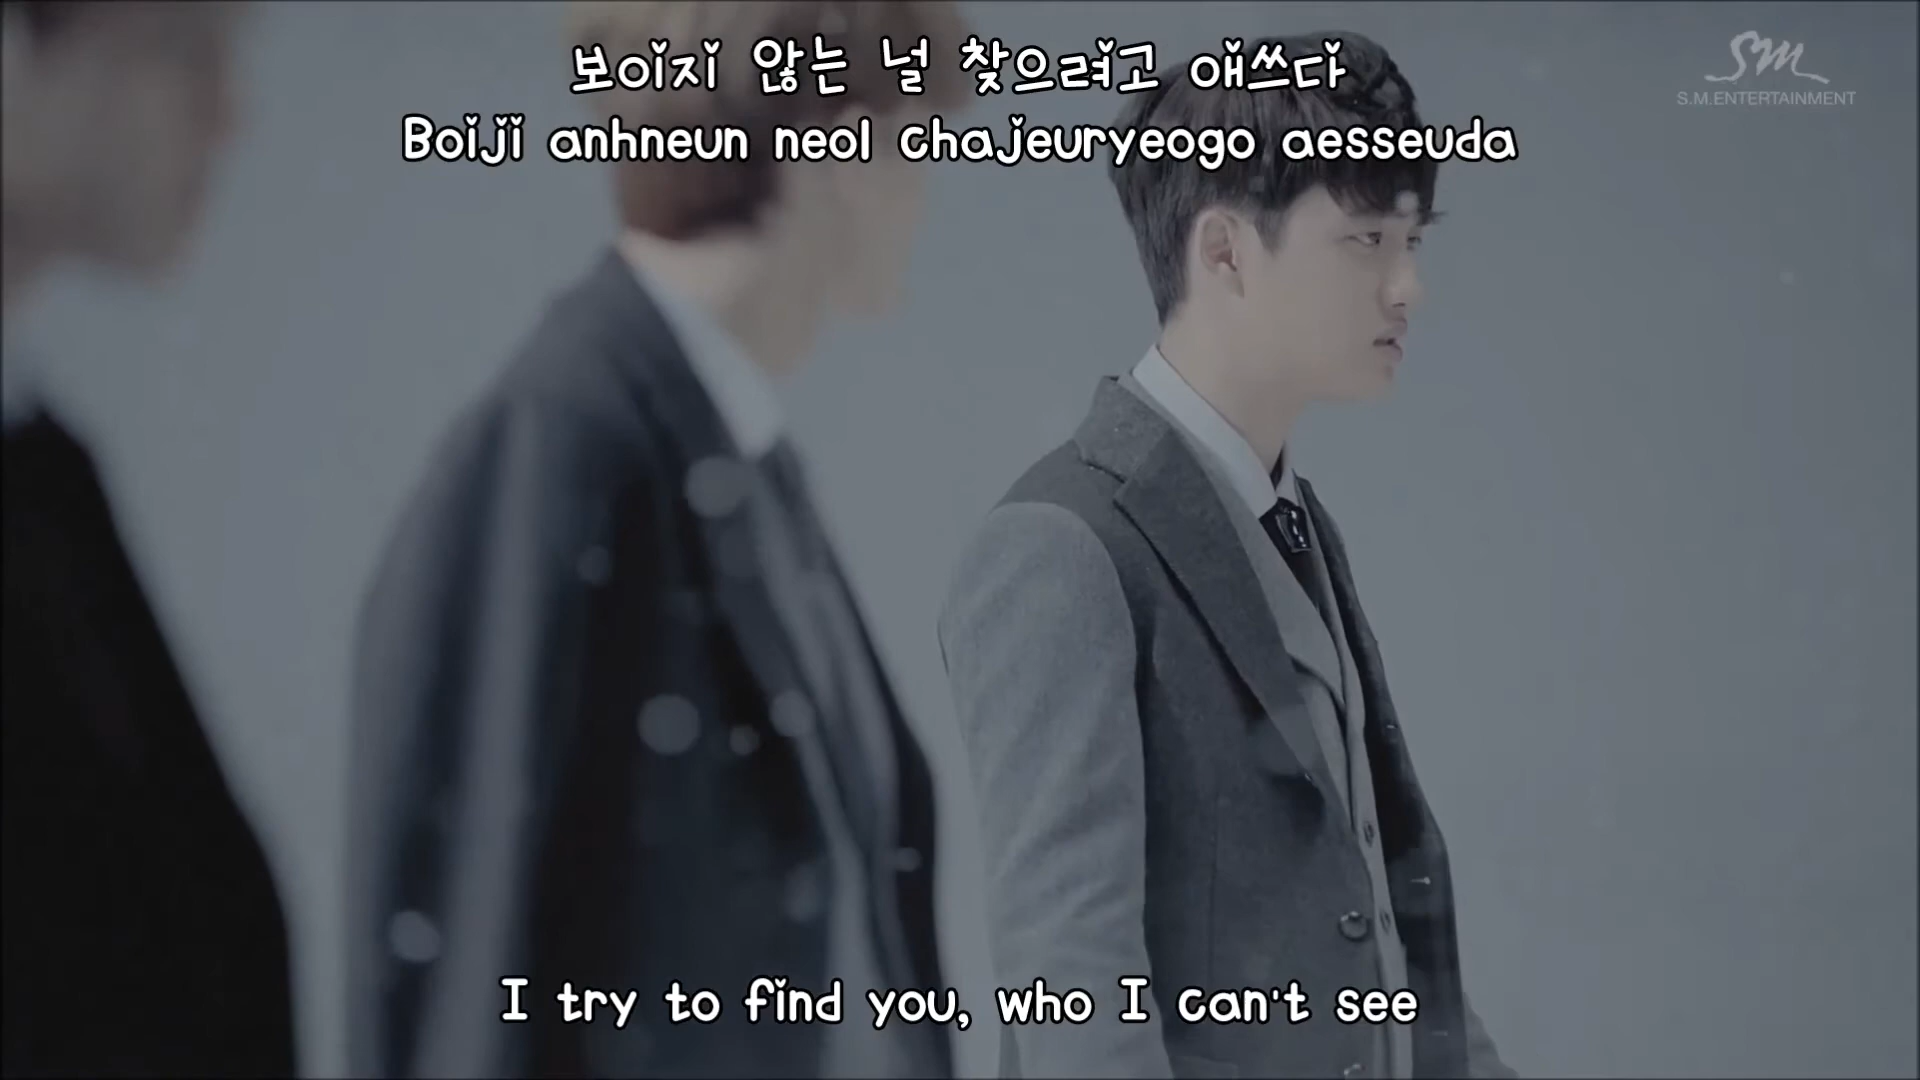 보이지 않는 널 찾으려고 애쓰다
Boiji anhneun neol chajeuryeogo aesseuda
SM
S.M.ENTERTAINMENT
I try to find you, who I can't see